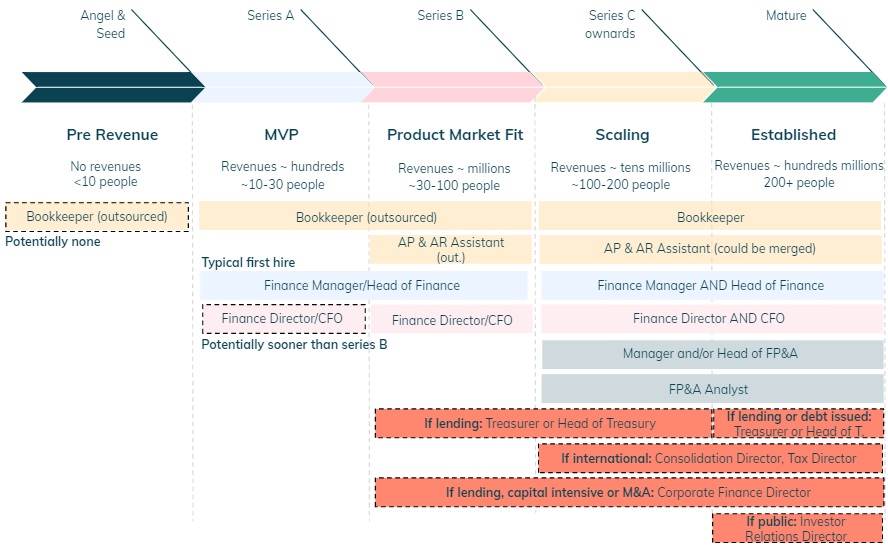 Angel &
Seed
Series A
Series B
Series C
ownards
Mature
Pre Revenue
MVP
Product Market Fit
Scaling
Established
No revenues
<10 people
Revenues ~ hundreds
~10-30 people
Revenues ~ millions
~30-100 people
Revenues ~ tens millions
~100-200 people
Revenues ~ hundreds millions
200+ people
Bookkeeper (outsourced)
Bookkeeper (outsourced)
Bookkeeper
Potentially none
AP & AR Assistant
(out.)
AP & AR Assistant (could be merged)
Typical first hire
Finance Manager/Head of Finance
Finance Manager AND Head of Finance
Finance Director/CFO
Finance Director/CFO
Finance Director AND CFO
Potentially sooner than series B
Manager and/or Head of FP&A
FP&A Analyst
If lending: Treasurer or Head of Treasury
If lending or debt issued:
Treasurer or Head of T.
If international: Consolidation Director, Tax Director
If lending, capital intensive or M&A: Corporate Finance Director
If public: Investor
Relations Director